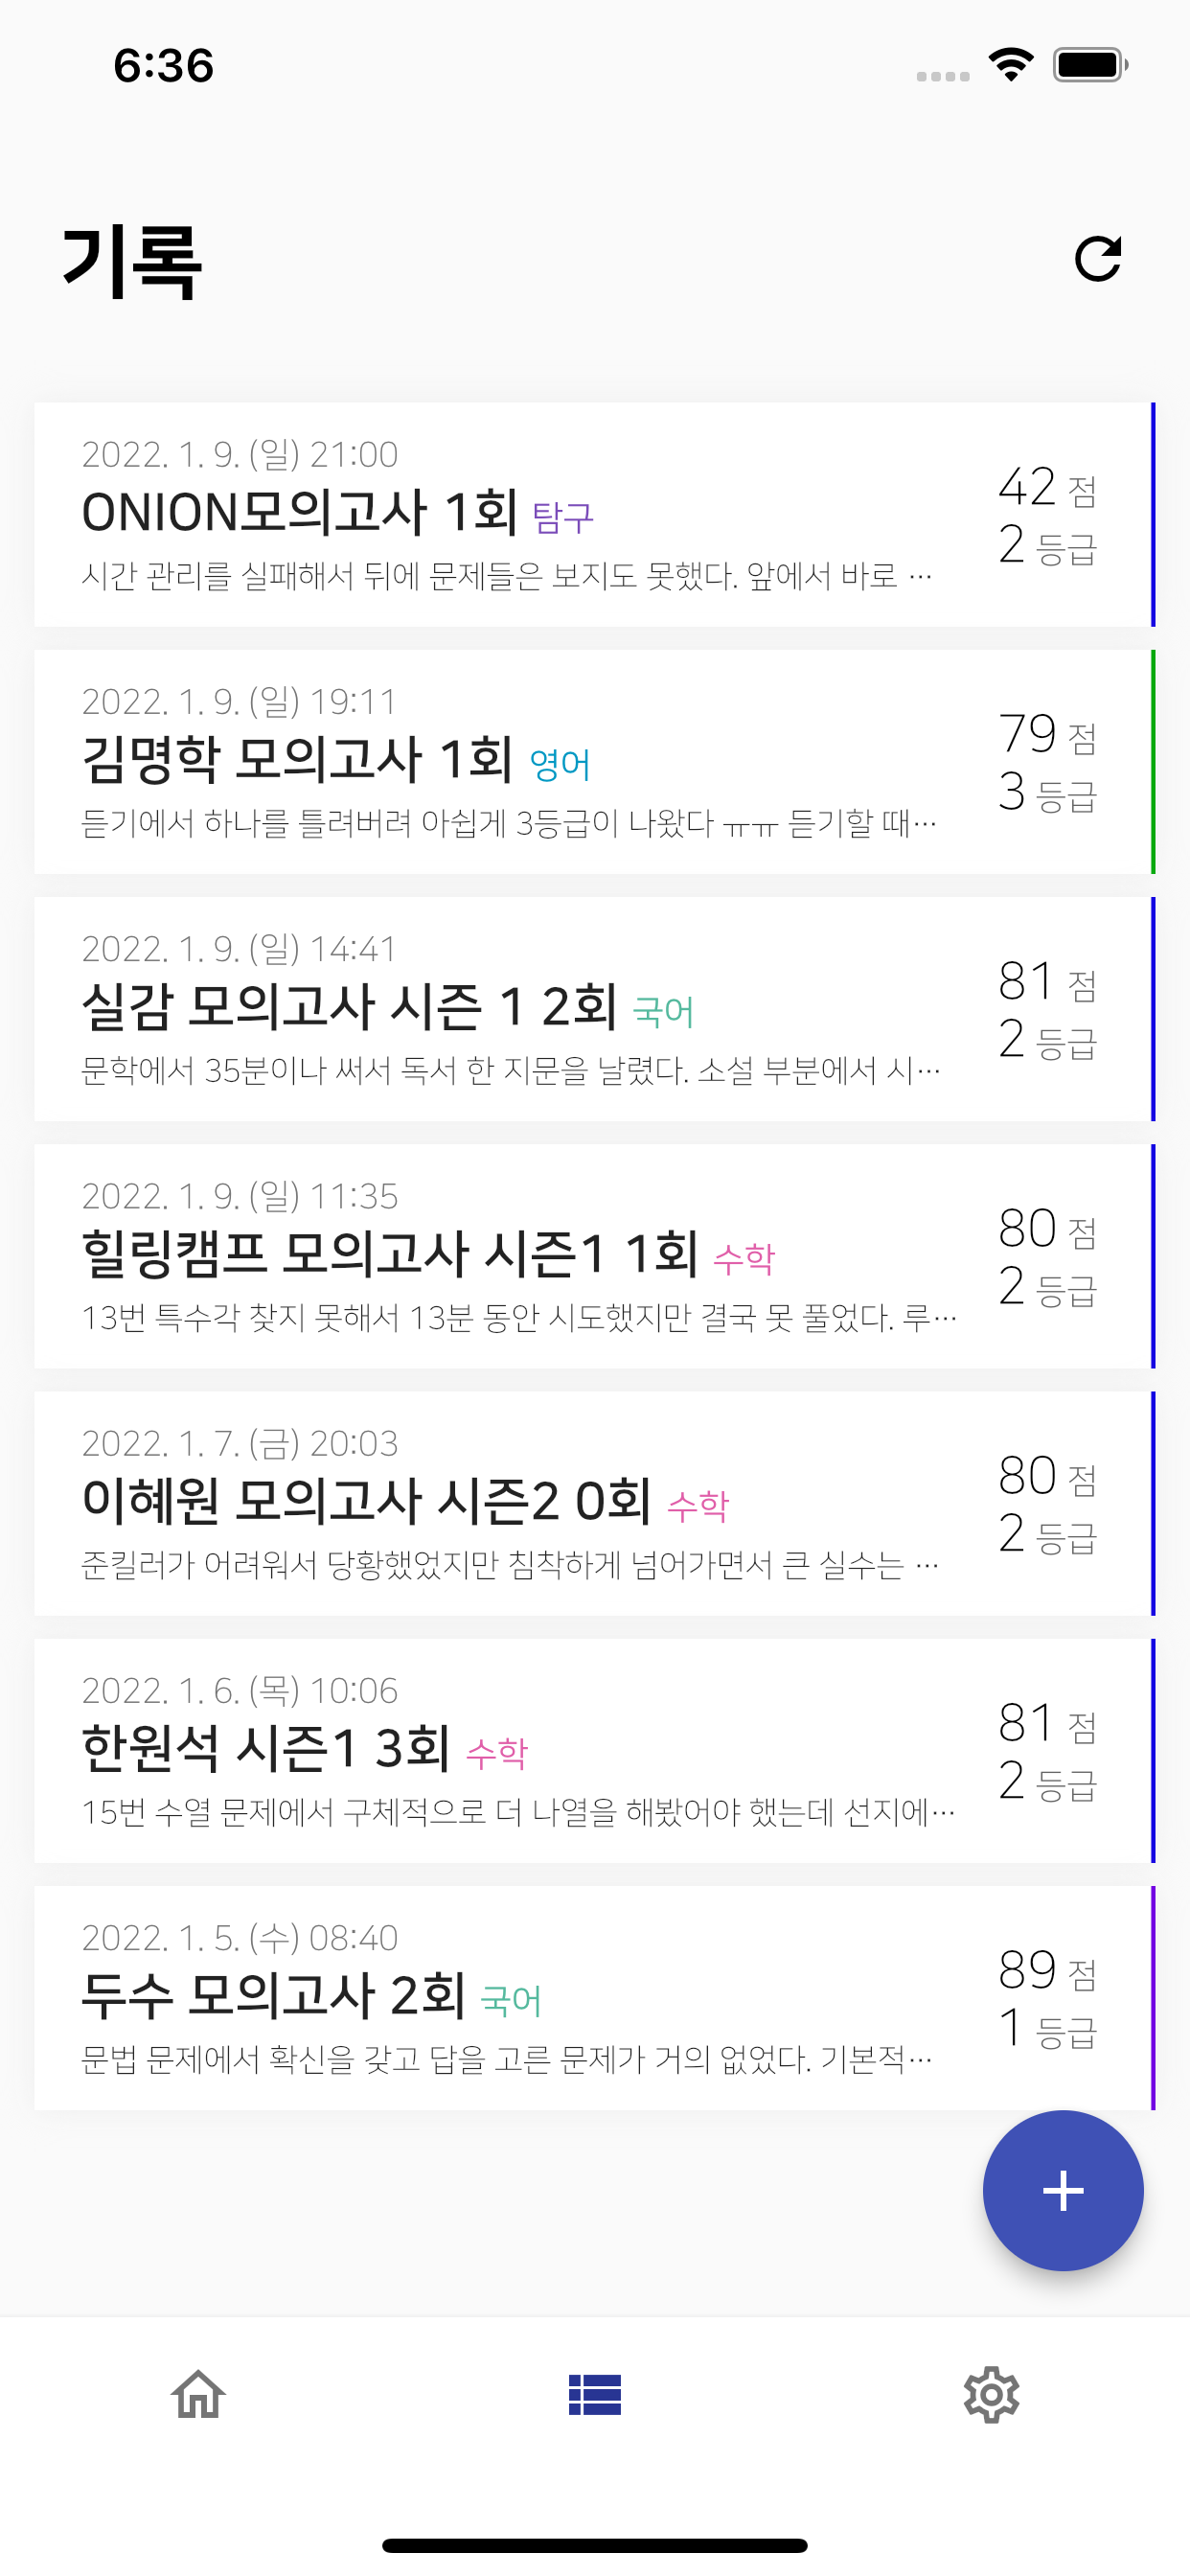 6:36
기록
2022. 1. 9. (일) 21:00
ONION모의고사 1회 탐구
시간 관리를 실패해서 뒤에 문제들은 보지도 못했다. 앞에서 바로 …
42 점
2 등급
2022. 1. 9. (일) 19:11
김명학 모의고사 1회 영어
듣기에서 하나를 틀려버려 아쉽게 3등급이 나왔다 ㅠㅠ 듣기할 때…
79 점
3 등급
2022. 1. 9. (일) 14:41
실감 모의고사 시즌 1 2회 국어
문학에서 35분이나 써서 독서 한 지문을 날렸다. 소설 부분에서 시…
81 점
2 등급
2022. 1. 9. (일) 11:35
힐링캠프 모의고사 시즌1 1회 수학
13번 특수각 찾지 못해서 13분 동안 시도했지만 결국 못 풀었다. 루…
80 점
2 등급
2022. 1. 7. (금) 20:03
이혜원 모의고사 시즌2 0회 수학
준킬러가 어려워서 당황했었지만 침착하게 넘어가면서 큰 실수는 …
80 점
2 등급
2022. 1. 6. (목) 10:06
한원석 시즌1 3회 수학
15번 수열 문제에서 구체적으로 더 나열을 해봤어야 했는데 선지에…
81 점
2 등급
2022. 1. 5. (수) 08:40
두수 모의고사 2회 국어
문법 문제에서 확신을 갖고 답을 고른 문제가 거의 없었다. 기본적…
89 점
1 등급